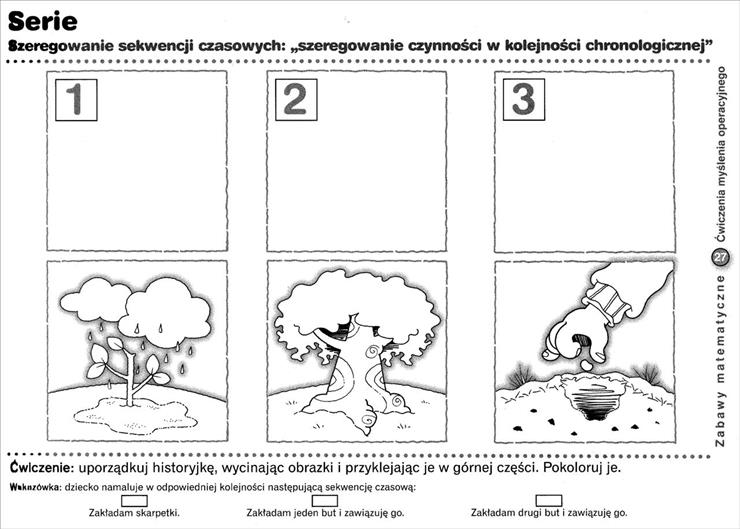 Serie
Szeregowanie sekwencji czasowych: „szeregowanie czynności w kolejności chronologicznej”
1
2
3
Zabawy matematyczne 27 Ćwiczenia myślenia operacyjnego
Ćwiczenie: uporządkuj historyjkę, wycinając obrazki i przyklejając je w górnej części. Pokoloruj je.
Wskazówka: dziecko namaluje w odpowiedniej kolejności następującą sekwencję czasową:
Zakładam skarpetki.
Zakładam jeden but i zawiązuję go.
Zakładam drugi but i zawiązuję go.